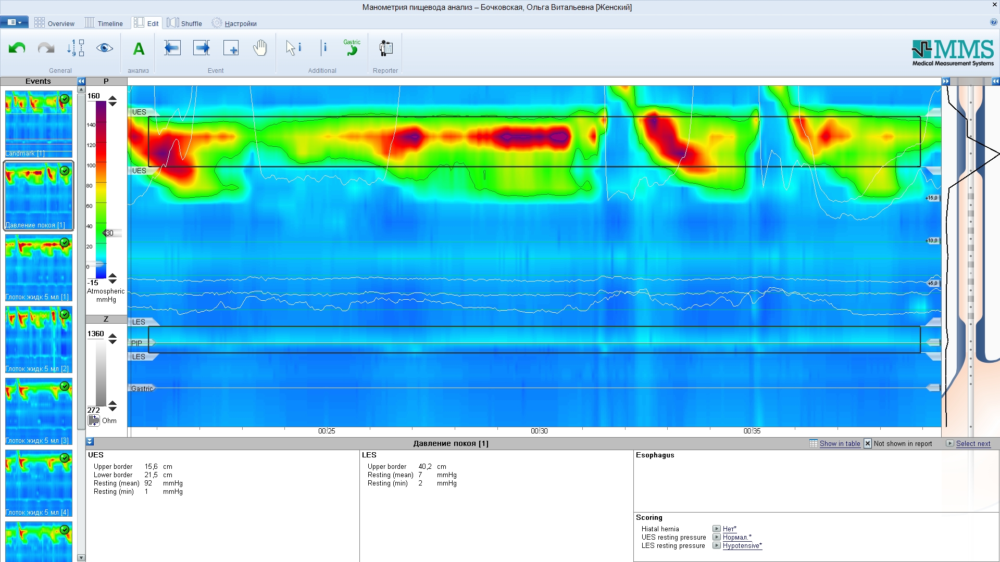 Манометрия пищевода анализ – Бочковская, Ольга Витальевна [Женский]
Overview
Timeline
Edit
Shuffle
Настройки
1
9
A
i
i
Gastric
General
анализ
Event
Additional
Reporter
MMS
Medical Measurement Systems
Events
Landmark [1]
Давление покоя [1]
Глоток жидк 5 мл [1]
Глоток жидк 5 мл [2]
Глоток жидк 5 мл [3]
Глоток жидк 5 мл [4]
P
160
140
120
100
80
60
40
30
20
0
-15
Atmospheric
mmHg
Z
1360
272
Ohm
UES
UES
+15,0
+10,0
+5,0
LES
PIP
LES
Gastric
00:25
00:30
00:35
Давление покоя [1]
Show in table
Not shown in report
Select next
UES
Upper border 15,6 cm
Lower border 21,5 cm
Resting (mean) 92 mmHg
Resting (min) 1 mmHg
LES
Upper border 40,2 cm
Resting (mean) 7 mmHg
Resting (min) 2 mmHg
Esophagus
Scoring
Hiatal hernia Нет*
UES resting pressure Нормал.*
LES resting pressure Hypotensive*